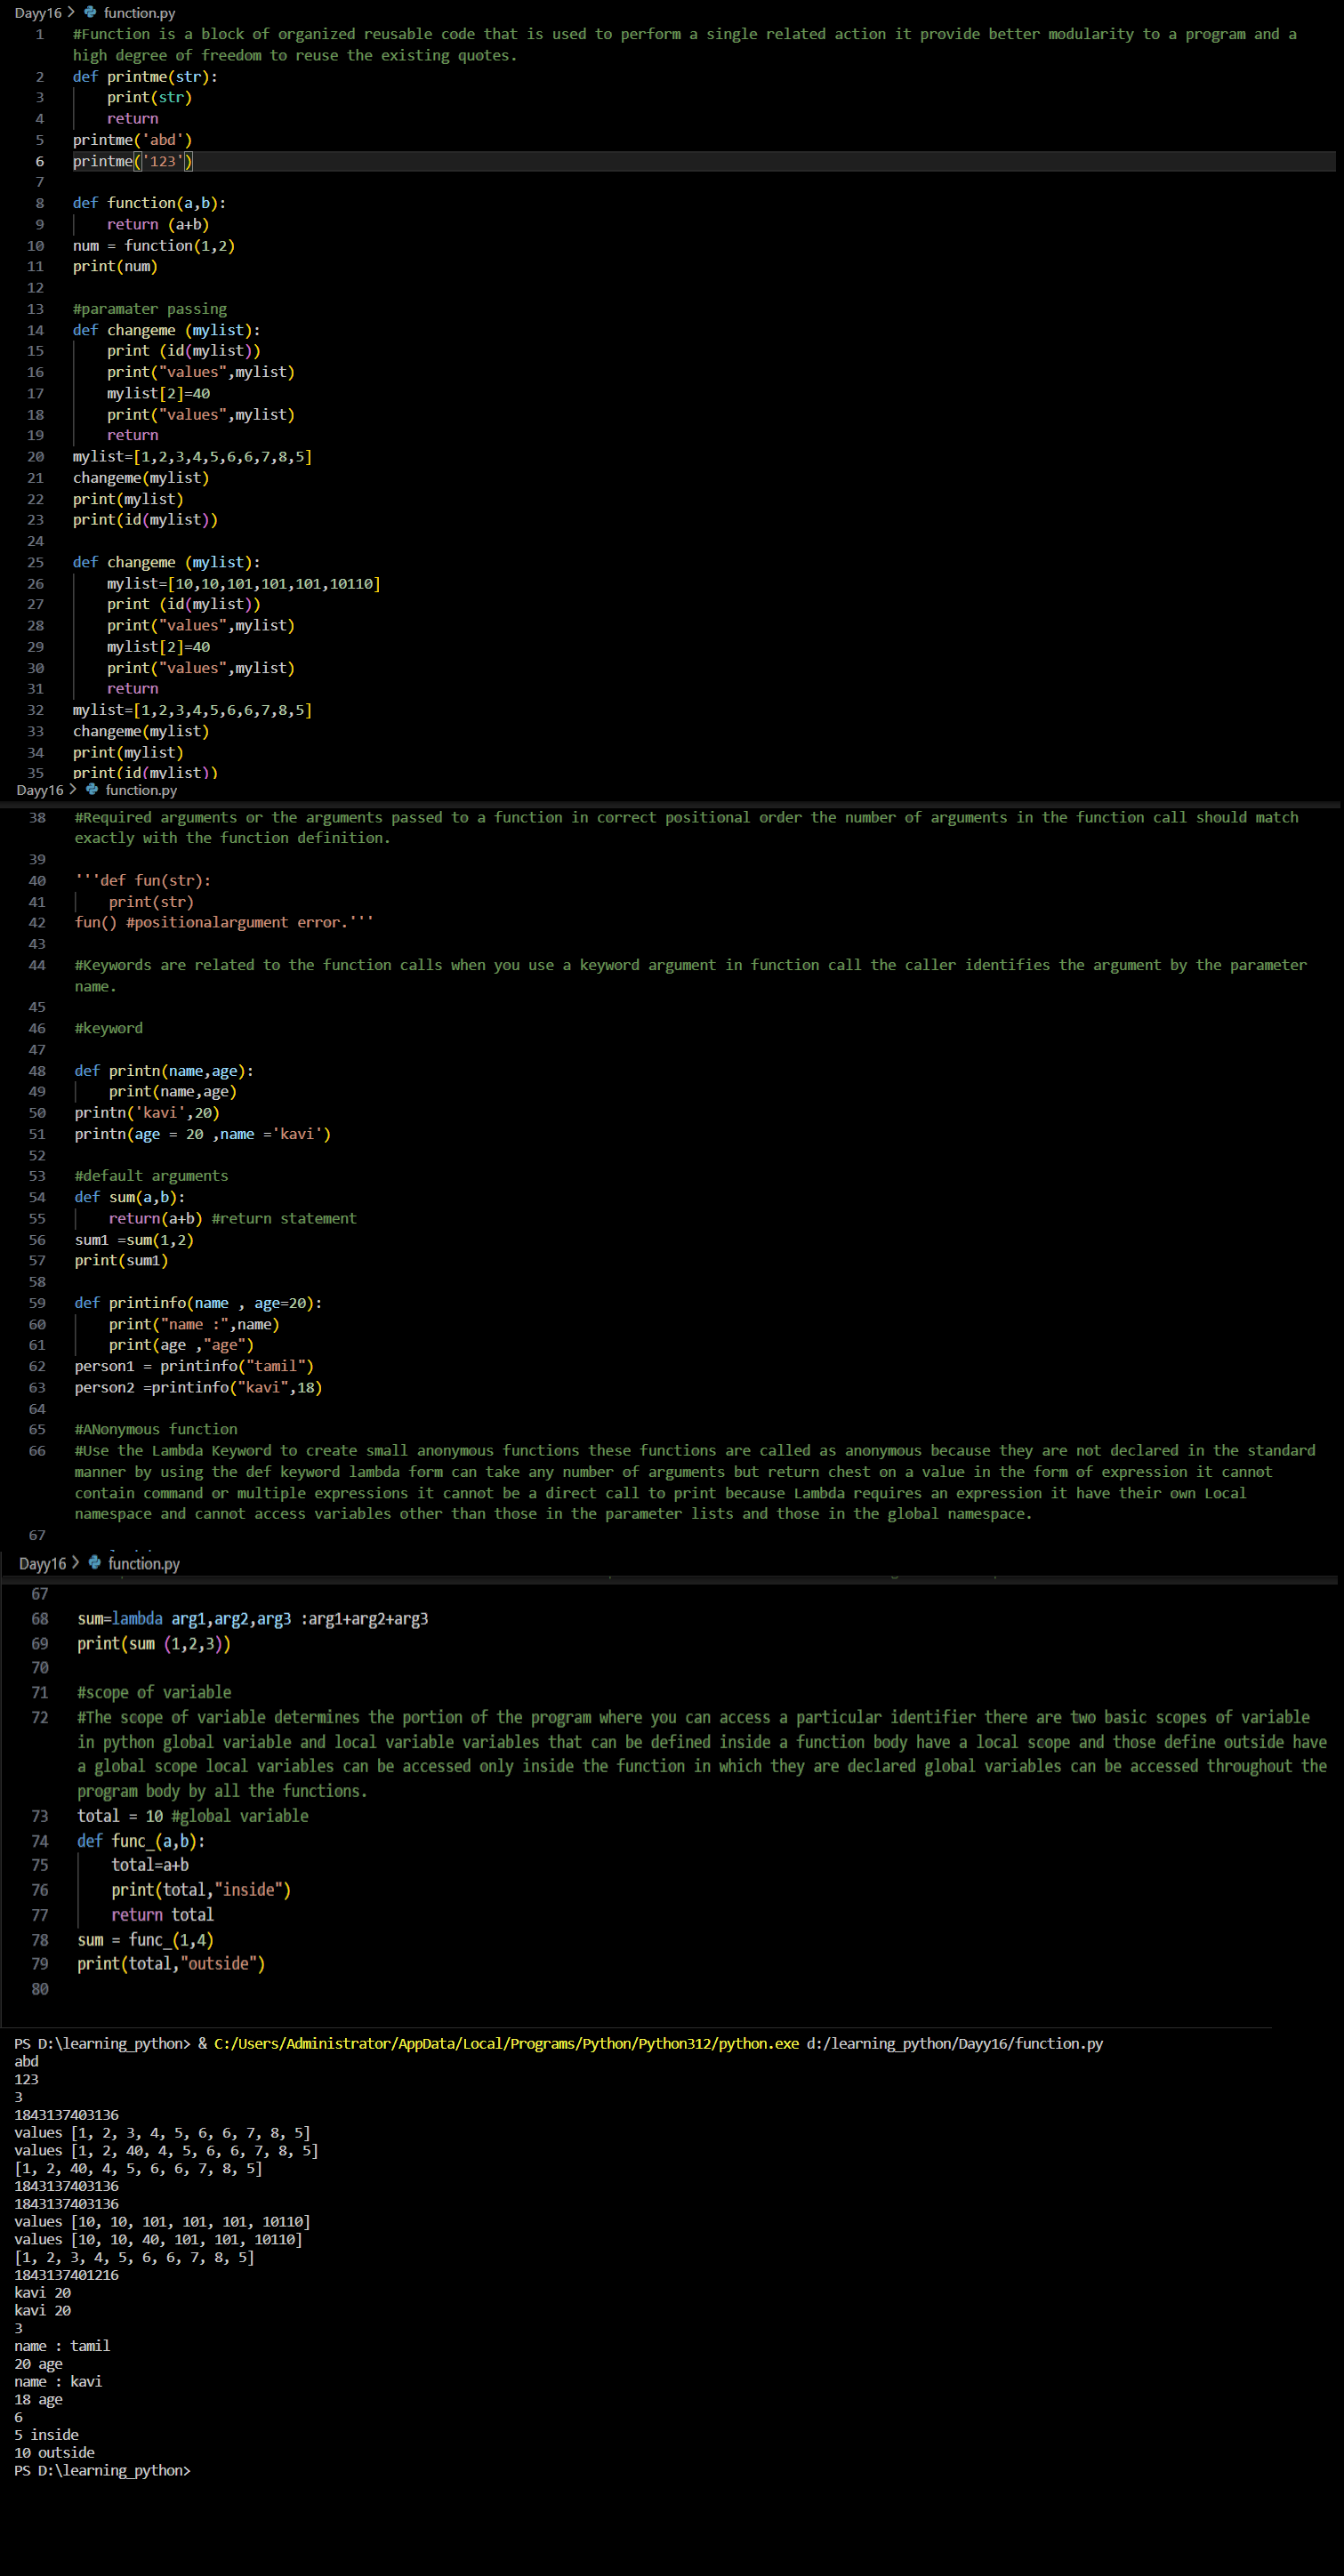 Dayy16 > function.py
1 #Function is a block of organized reusable code that is used to perform a single related action it provide better modularity to a program and a
high degree of freedom to reuse the existing quotes.
2 def printme(str):
3     print(str)
4     return
5 printme('abd')
6 printme('123')
7
8 def function(a,b):
9     return (a+b)
10 num = function(1,2)
11 print(num)
12
13 #paramater passing
14 def changeme (mylist):
15     print (id(mylist))
16     print("values",mylist)
17     mylist[2]=40
18     print("values",mylist)
19     return
20 mylist=[1,2,3,4,5,6,6,7,8,5]
21 changeme(mylist)
22 print(mylist)
23 print(id(mylist))
24
25 def changeme (mylist):
26     mylist=[10,10,101,101,101,10110]
27     print (id(mylist))
28     print("values",mylist)
29     mylist[2]=40
30     print("values",mylist)
31     return
32 mylist=[1,2,3,4,5,6,6,7,8,5]
33 changeme(mylist)
34 print(mylist)
35 print(id(mylist))
Dayy16 > function.py
38 #Required arguments or the arguments passed to a function in correct positional order the number of arguments in the function call should match
exactly with the function definition.
39
40 '''def fun(str):
41     print(str)
42 fun() #positionalargument error.'''
43
44 #Keywords are related to the function calls when you use a keyword argument in function call the caller identifies the argument by the parameter
name.
45
46 #keyword
47
48 def printn(name,age):
49     print(name,age)
50 printn('kavi',20)
51 printn(age = 20 ,name ='kavi')
52
53 #default arguments
54 def sum(a,b):
55     return(a+b) #return statement
56 sum1 =sum(1,2)
57 print(sum1)
58
59 def printinfo(name , age=20):
60     print("name :",name)
61     print(age ,"age")
62 person1 = printinfo("tamil")
63 person2 =printinfo("kavi",18)
64
65 #ANonymous function
66 #Use the Lambda Keyword to create small anonymous functions these functions are called as anonymous because they are not declared in the standard
manner by using the def keyword lambda form can take any number of arguments but return chest on a value in the form of expression it cannot
contain command or multiple expressions it cannot be a direct call to print because Lambda requires an expression it have their own Local
namespace and cannot access variables other than those in the parameter lists and those in the global namespace.
67
Dayy16 > function.py
67
68 sum=lambda arg1,arg2,arg3 :arg1+arg2+arg3
69 print(sum (1,2,3))
70
71 #scope of variable
72 #The scope of variable determines the portion of the program where you can access a particular identifier there are two basic scopes of variable
in python global variable and local variable variables that can be defined inside a function body have a local scope and those define outside have
a global scope local variables can be accessed only inside the function in which they are declared global variables can be accessed throughout the
program body by all the functions.
73 total = 10 #global variable
74 def func_(a,b):
75     total=a+b
76     print(total,"inside")
77     return total
78 sum = func_(1,4)
79 print(total,"outside")
80
PS D:\learning_python> & C:/Users/Administrator/AppData/Local/Programs/Python/Python312/python.exe d:/learning_python/Dayy16/function.py
abd
123
3
1843137403136
values [1, 2, 3, 4, 5, 6, 6, 7, 8, 5]
values [1, 2, 40, 4, 5, 6, 6, 7, 8, 5]
[1, 2, 40, 4, 5, 6, 6, 7, 8, 5]
1843137403136
1843137403136
values [10, 10, 101, 101, 101, 10110]
values [10, 10, 40, 101, 101, 10110]
[1, 2, 3, 4, 5, 6, 6, 7, 8, 5]
1843137401216
kavi 20
kavi 20
3
name : tamil
20 age
name : kavi
18 age
6
5 inside
10 outside
PS D:\learning_python>